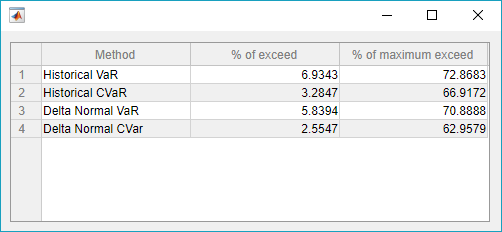 Method % of exceed % of maximum exceed
1 Historical VaR 6.9343 72.8683
2 Historical CVaR 3.2847 66.9172
3 Delta Normal VaR 5.8394 70.8888
4 Delta Normal CVar 2.5547 62.9579